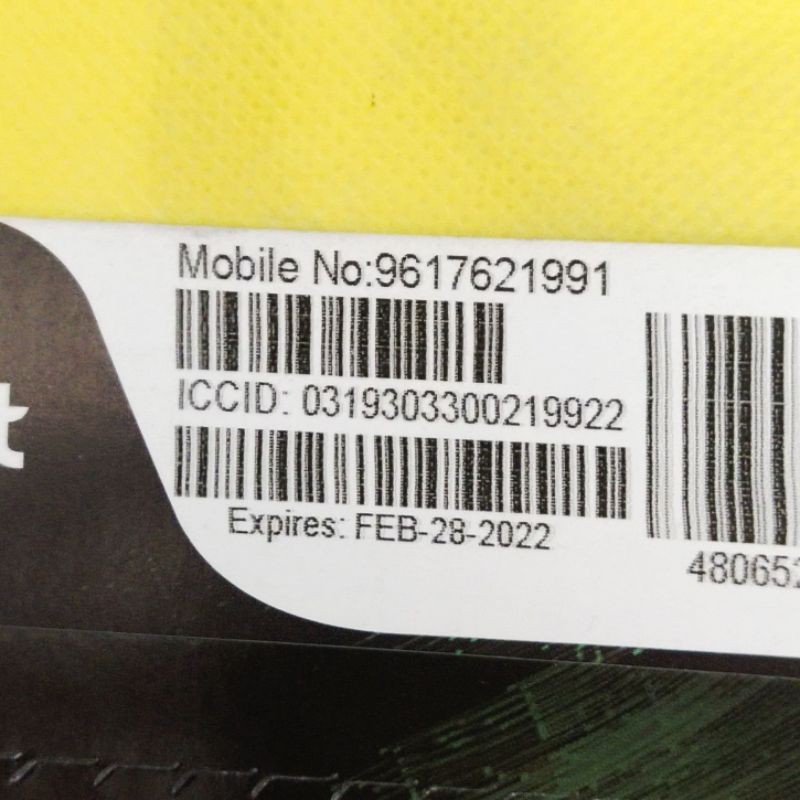 Mobile No:9617621991
ICCID: 0319303300219922
Expires: FEB-28-2022
480652
t